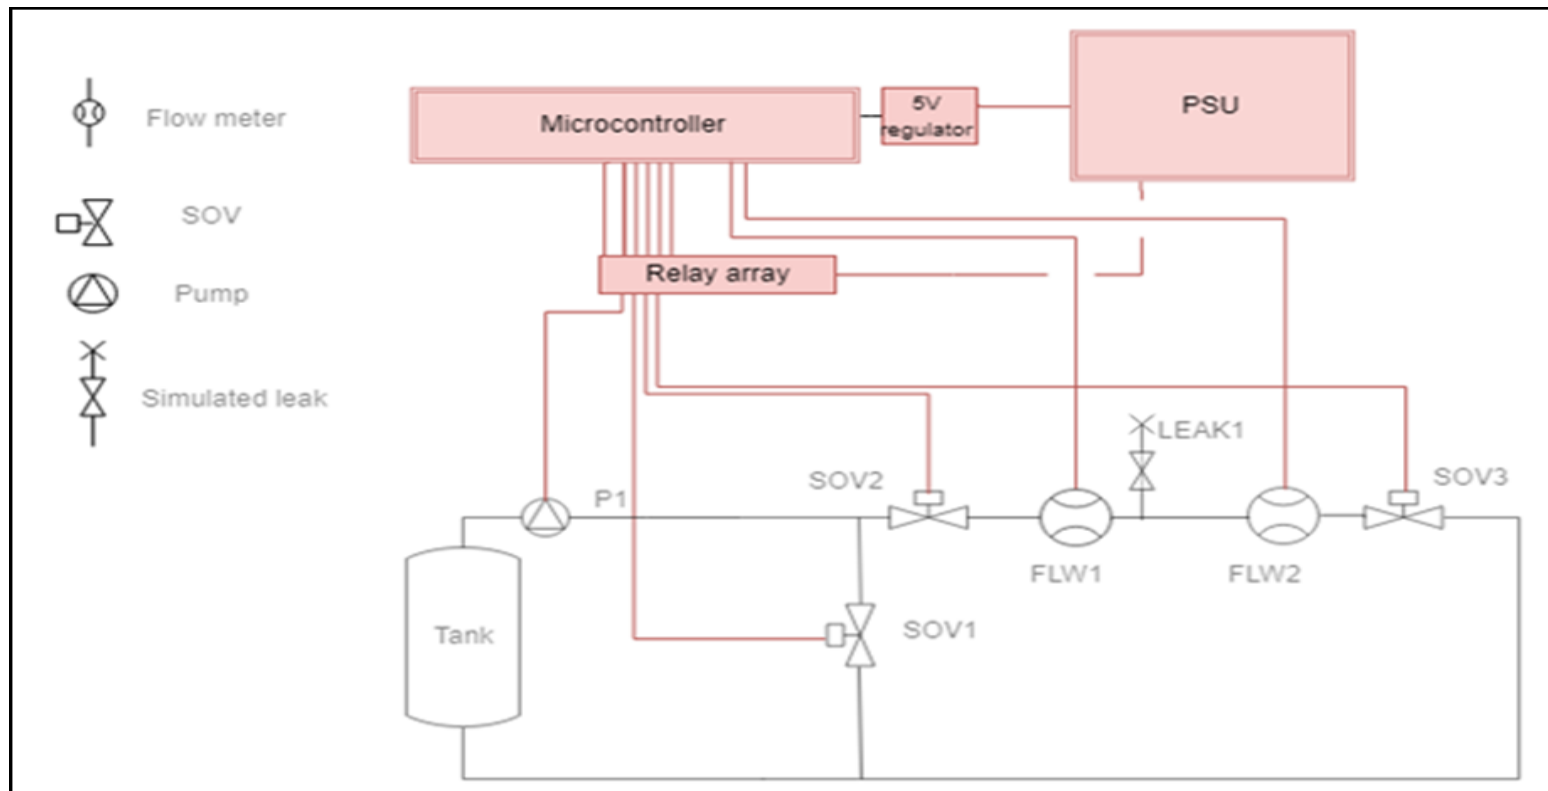 Flow meter
SOV
Pump
Simulated leak
Microcontroller
5V
regulator
PSU
Relay array
LEAK1
SOV2
SOV3
P1
FLW1
FLW2
Tank
SOV1